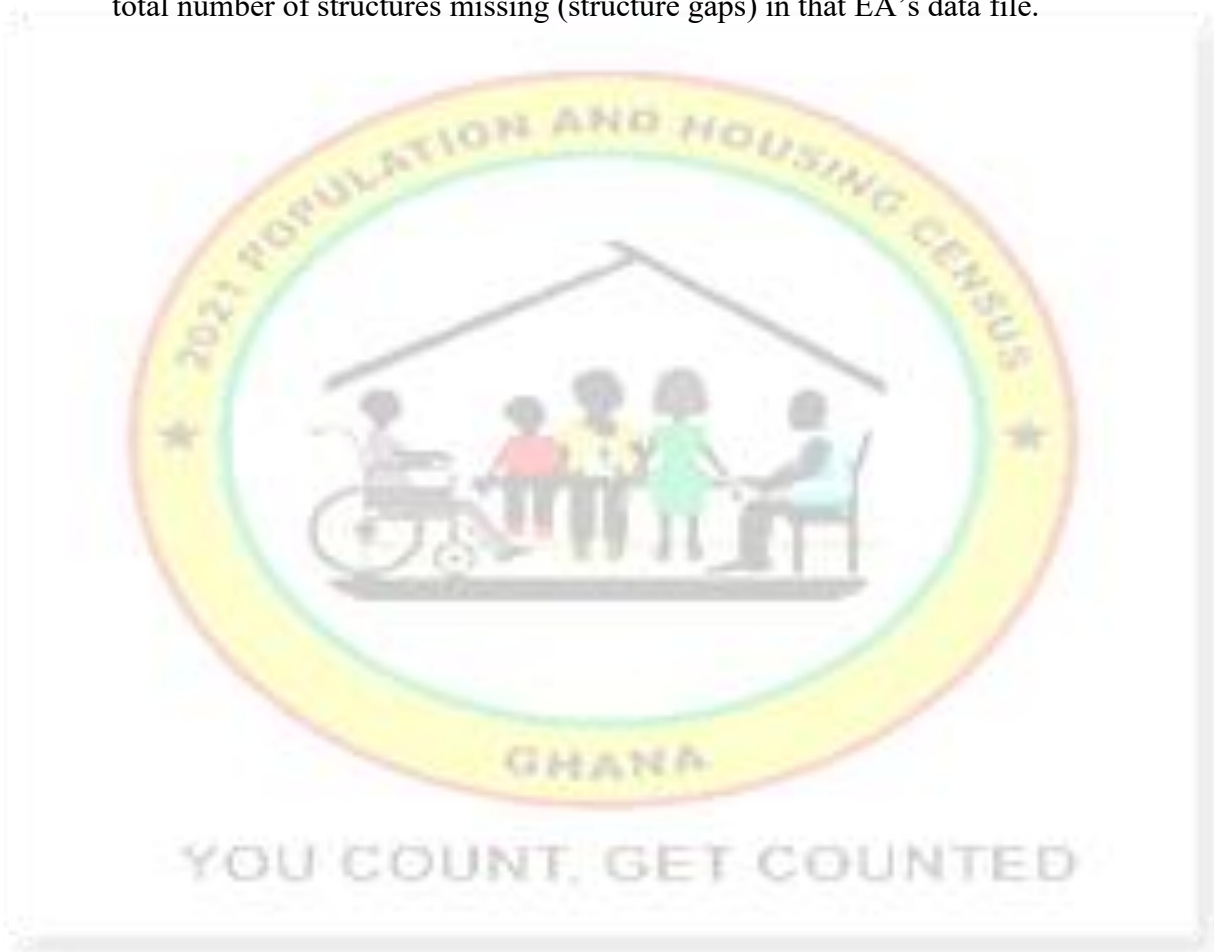 total number of structures missing (structure gaps) in that EA’s data file.
2021 POPULATION AND HOUSING CENSUS
GHANA
YOU COUNT, GET COUNTED